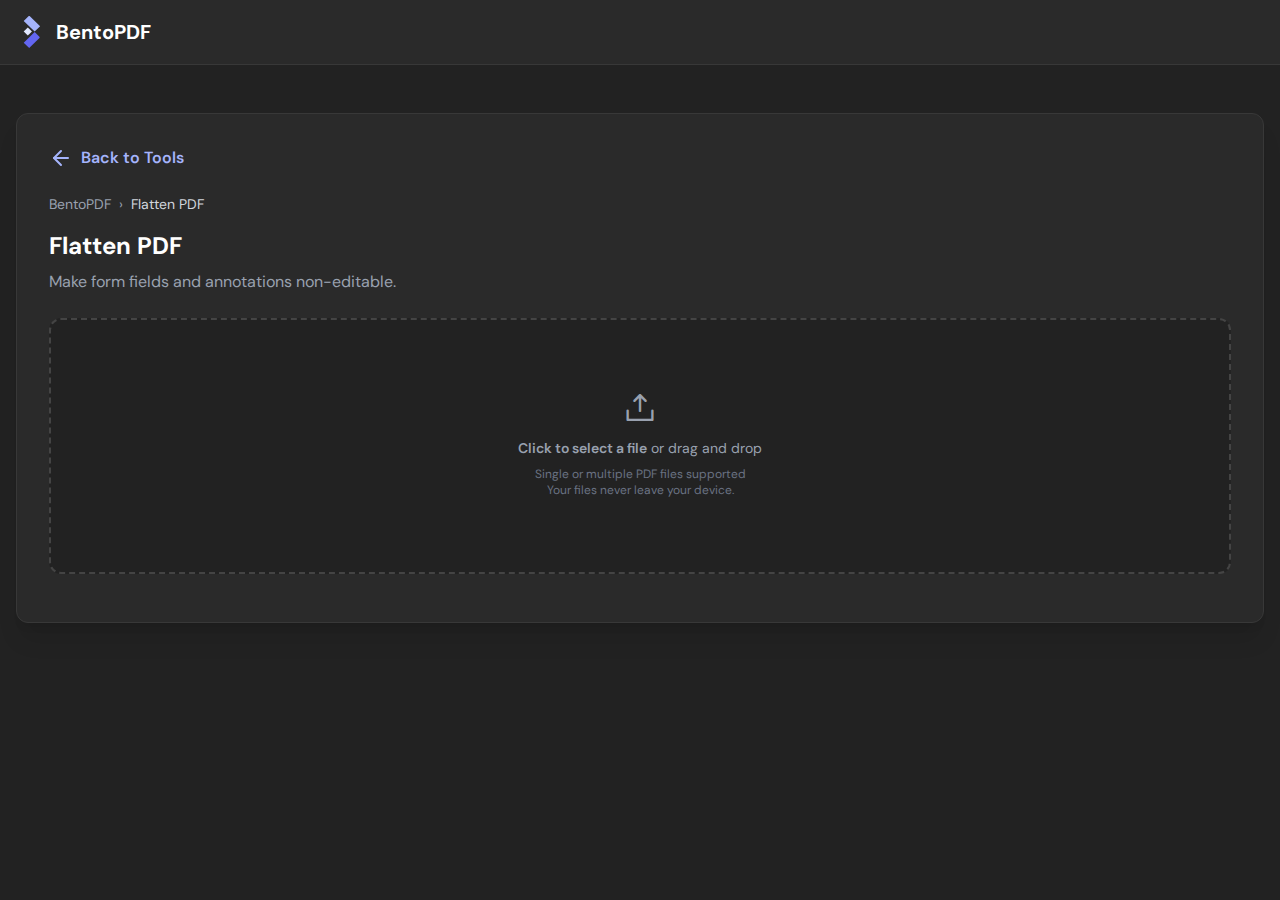 BentoPDF
Back to Tools
BentoPDF › Flatten PDF
Flatten PDF
Make form fields and annotations non-editable.
Click to select a file or drag and drop
Single or multiple PDF files supported
Your files never leave your device.